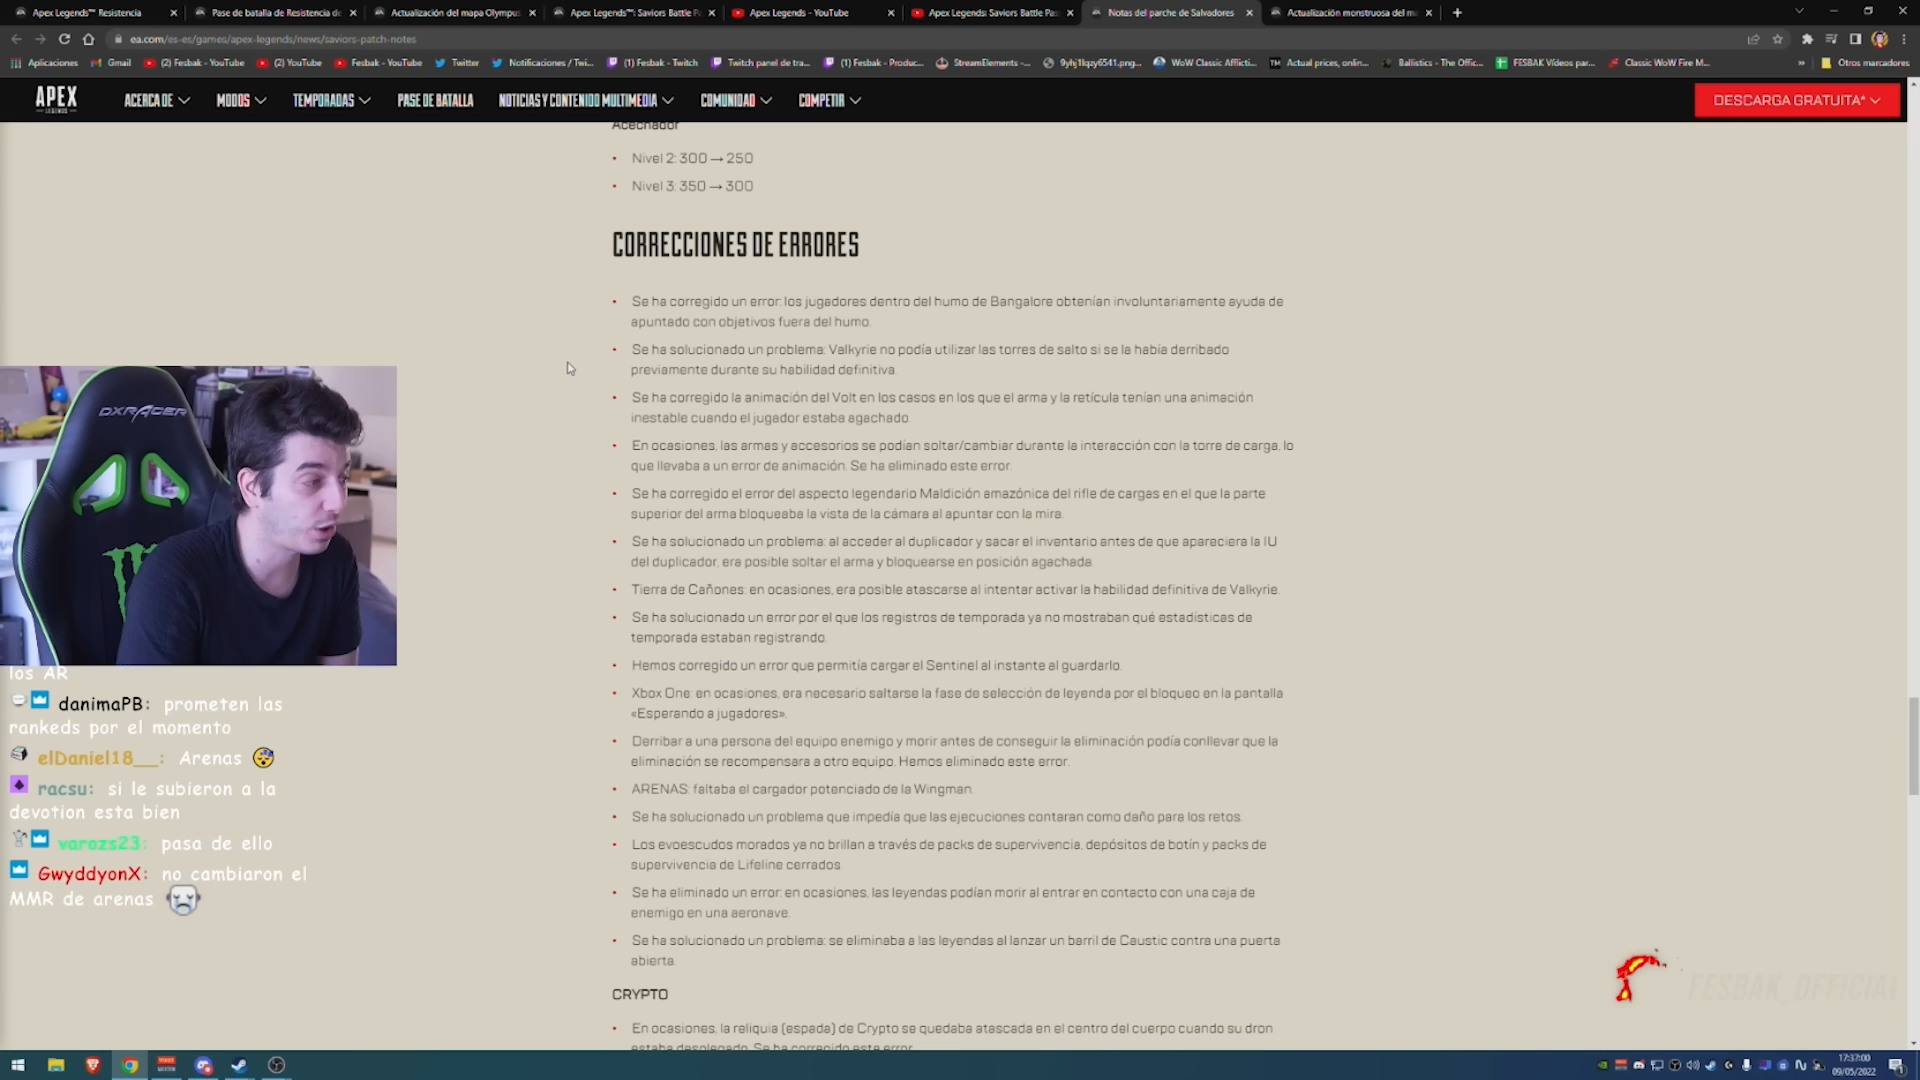 Apex Legends™ Resistencia
Pase de batalla de Resistencia de
Actualización del mapa Olympus
Apex Legends™: Saviors Battle P
Apex Legends - YouTube
Apex Legends: Saviors Battle Pas
Notas del parche de Salvadores
Actualización monstruosa del m
ea.com/es-es/games/apex-legends/news/saviors-patch-notes
Aplicaciones
Gmail
(2) Fesbak - YouTube
(2) YouTube
Fesbak - YouTube
Twitter
Notificaciones / Twi...
(1) Fesbak - Twitch
Twitch panel de tra...
(1) Fesbak - Produc...
StreamElements -...
9yhj1lqzy6541.png...
WoW Classic Afflicti...
Actual prices, onlin...
Ballistics - The Offic...
FESBAK Vídeos par...
Classic WoW Fire M...
Otros marcadores
APEX
LEGENDS
ACERCA DE
MODOS
TEMPORADAS
PASE DE BATALLA
NOTICIAS Y CONTENIDO MULTIMEDIA
COMUNIDAD
COMPETIR
DESCARGA GRATUITA*
Acechador
• Nivel 2: 300 → 250
• Nivel 3: 350 → 300
CORRECCIONES DE ERRORES
• Se ha corregido un error: los jugadores dentro del humo de Bangalore obtenían involuntariamente ayuda de
apuntado con objetivos fuera del humo.
• Se ha solucionado un problema: Valkyrie no podía utilizar las torres de salto si se la había derribado
previamente durante su habilidad definitiva.
• Se ha corregido la animación del Volt en los casos en los que el arma y la retícula tenían una animación
inestable cuando el jugador estaba agachado.
• En ocasiones, las armas y accesorios se podían soltar/cambiar durante la interacción con la torre de carga, lo
que llevaba a un error de animación. Se ha eliminado este error.
• Se ha corregido el error del aspecto legendario Maldición amazónica del rifle de cargas en el que la parte
superior del arma bloqueaba la vista de la cámara al apuntar con la mira.
• Se ha solucionado un problema: al acceder al duplicador y sacar el inventario antes de que apareciera la IU
del duplicador, era posible soltar el arma y bloquearse en posición agachada.
• Tierra de Cañones: en ocasiones, era posible atascarse al intentar activar la habilidad definitiva de Valkyrie.
• Se ha solucionado un error por el que los registros de temporada ya no mostraban qué estadísticas de
temporada estaban registrando.
• Hemos corregido un error que permitía cargar el Sentinel al instante al guardarlo.
• Xbox One: en ocasiones, era necesario saltarse la fase de selección de leyenda por el bloqueo en la pantalla
«Esperando a jugadores».
• Derribar a una persona del equipo enemigo y morir antes de conseguir la eliminación podía conllevar que la
eliminación se recompensara a otro equipo. Hemos eliminado este error.
• ARENAS: faltaba el cargador potenciado de la Wingman.
• Se ha solucionado un problema que impedía que las ejecuciones contaran como daño para los retos.
• Los evoescudos morados ya no brillan a través de packs de supervivencia, depósitos de botín y packs de
supervivencia de Lifeline cerrados.
• Se ha eliminado un error: en ocasiones, las leyendas podían morir al entrar en contacto con una caja de
enemigo en una aeronave.
• Se ha solucionado un problema: se eliminaba a las leyendas al lanzar un barril de Caustic contra una puerta
abierta.
CRYPTO
• En ocasiones, la reliquia (espada) de Crypto se quedaba atascada en el centro del cuerpo cuando su dron
estaba desplegado. Se ha corregido este error.
DXRACER
los AR
danimaPB: prometen las
rankeds por el momento
elDaniel18__: Arenas
racsu: si le subieron a la
devotion esta bien
varozs23: pasa de ello
GwyddyonX: no cambiaron el
MMR de arenas
FESBAK_OFFICIAL
17:37:00
09/05/2022